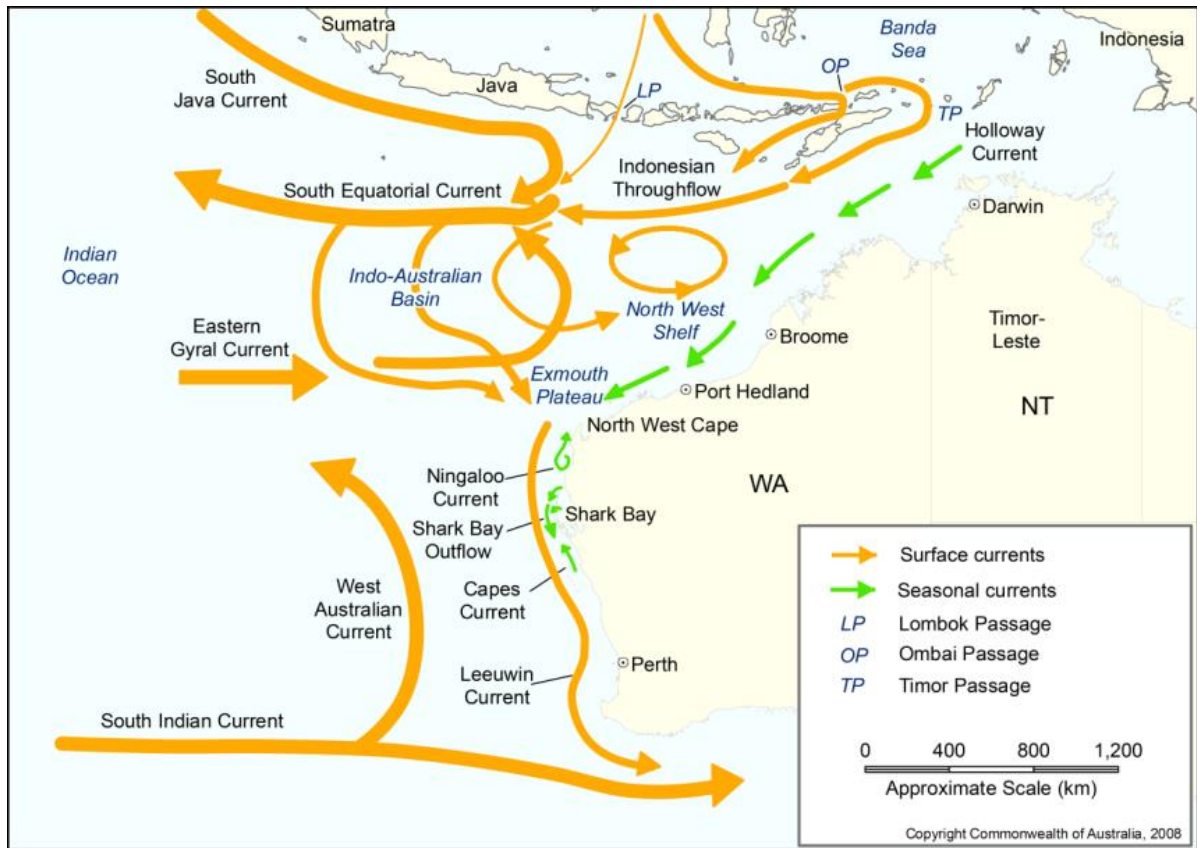 Sumatra
Banda
Sea
Indonesia
South
Java Current
Java
LP
OP
TP
Holloway
Current
Indonesian
Throughflow
South Equatorial Current
Darwin
Indian
Ocean
Indo-Australian
Basin
North West
Shelf
Timor-
Leste
Eastern
Gyral Current
Broome
Exmouth
Plateau
Port Hedland
NT
North West Cape
Ningaloo
Current
WA
Shark Bay
Shark Bay
Outflow
West
Australian
Current
Capes
Current
Perth
Leeuwin
Current
South Indian Current
Surface currents
Seasonal currents
LP Lombok Passage
OP Ombai Passage
TP Timor Passage
0 400 800 1,200
Approximate Scale (km)
Copyright Commonwealth of Australia, 2008